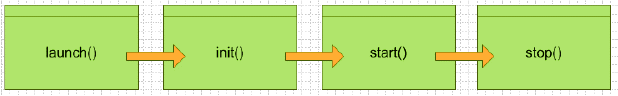 launch() init() start() stop()